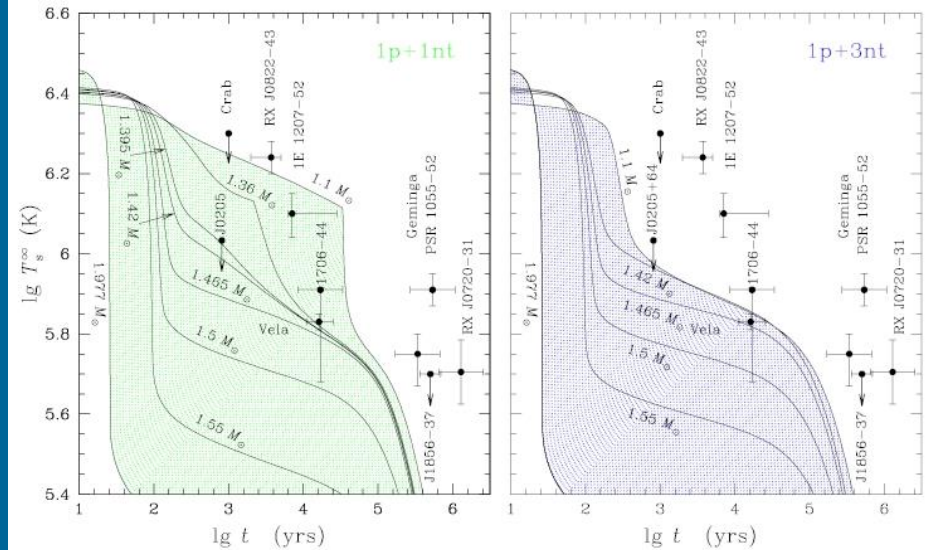 lg T_s^∞ (K)
6.6
6.4
6.2
6
5.8
5.6
5.4
1p+1nt
Crab
RX J0822-43
1E 1207-52
1.1 M⊙
1.36 M⊙
1.395 M⊙
1.42 M⊙
J0205
1706-44
1.465 M⊙
Vela
1.5 M⊙
1.55 M⊙
1.977 M⊙
Geminga
PSR 1055-52
RX J0720-31
J1856-37
1
2
3
4
5
6
lg t (yrs)
1p+3nt
Crab
RX J0822-43
1E 1207-52
1.1 M⊙
J0205+64
1706-44
1.42 M⊙
1.465 M⊙
Vela
1.5 M⊙
1.55 M⊙
1.977 M⊙
Geminga
PSR 1055-52
RX J0720-31
J1856-37
1
2
3
4
5
6
lg t (yrs)